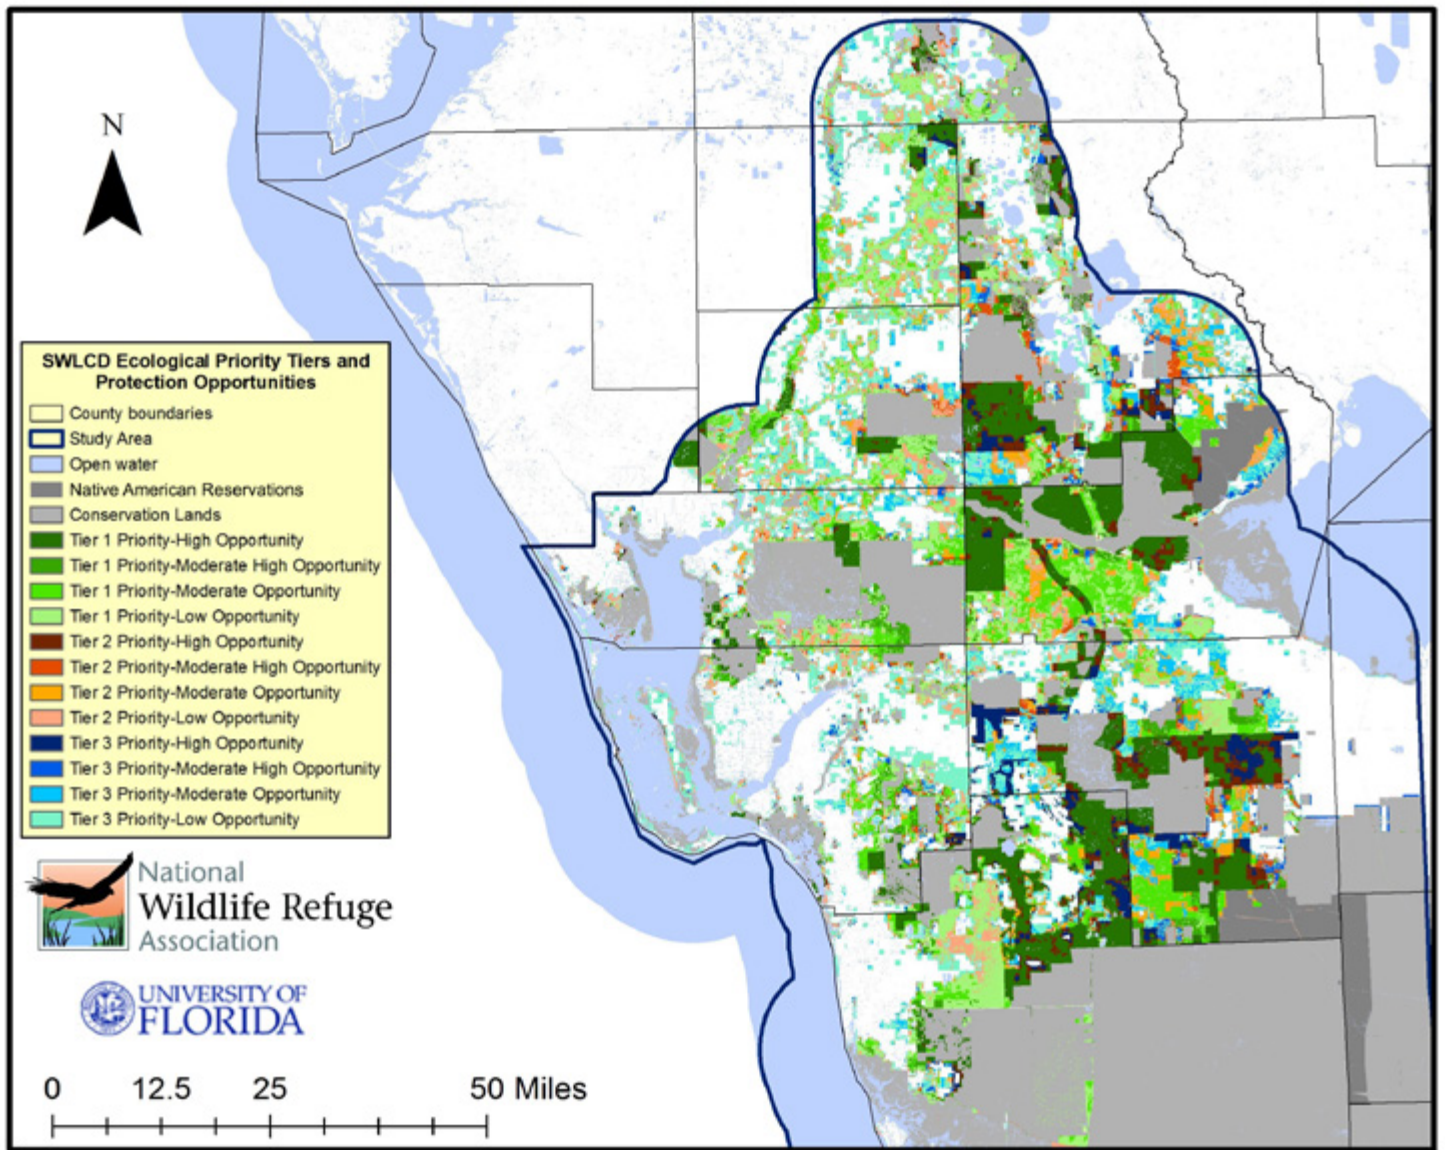 N
SWLCD Ecological Priority Tiers and
Protection Opportunities
County boundaries
Study Area
Open water
Native American Reservations
Conservation Lands
Tier 1 Priority-High Opportunity
Tier 1 Priority-Moderate High Opportunity
Tier 1 Priority-Moderate Opportunity
Tier 1 Priority-Low Opportunity
Tier 2 Priority-High Opportunity
Tier 2 Priority-Moderate High Opportunity
Tier 2 Priority-Moderate Opportunity
Tier 2 Priority-Low Opportunity
Tier 3 Priority-High Opportunity
Tier 3 Priority-Moderate High Opportunity
Tier 3 Priority-Moderate Opportunity
Tier 3 Priority-Low Opportunity
National
Wildlife Refuge
Association
UNIVERSITY OF
FLORIDA
0 12.5 25 50 Miles